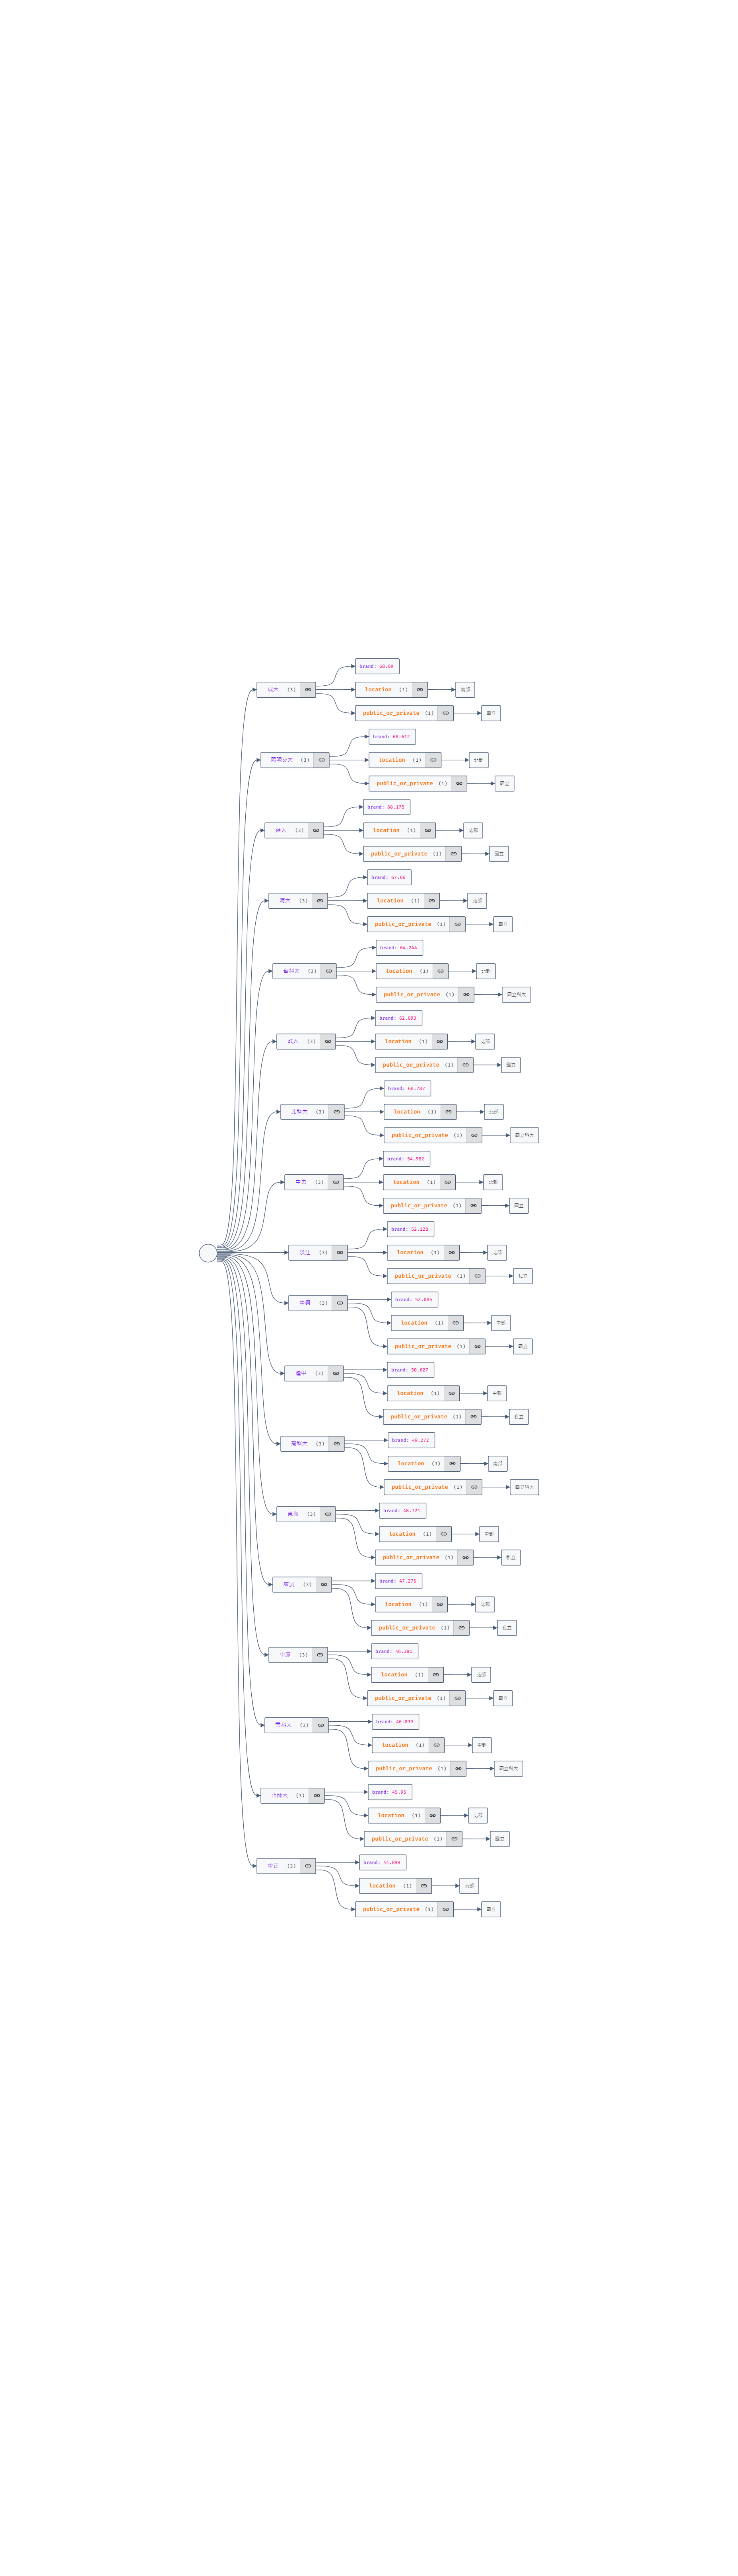 成大 (3)
brand: 68.69
location (1)
南部
public_or_private (1)
國立
陽明交大 (3)
brand: 68.612
location (1)
北部
public_or_private (1)
國立
台大 (3)
brand: 68.173
location (1)
北部
public_or_private (1)
國立
清大 (3)
brand: 67.66
location (1)
北部
public_or_private (1)
國立
台科大 (3)
brand: 64.244
location (1)
北部
public_or_private (1)
國立科大
政大 (3)
brand: 62.093
location (1)
北部
public_or_private (1)
國立
北科大 (3)
brand: 60.782
location (1)
北部
public_or_private (1)
國立科大
中央 (3)
brand: 54.982
location (1)
北部
public_or_private (1)
國立
淡江 (3)
brand: 52.128
location (1)
北部
public_or_private (1)
私立
中興 (3)
brand: 52.003
location (1)
中部
public_or_private (1)
國立
逢甲 (3)
brand: 50.627
location (1)
中部
public_or_private (1)
私立
高科大 (3)
brand: 49.272
location (1)
南部
public_or_private (1)
國立科大
東海 (3)
brand: 48.721
location (1)
中部
public_or_private (1)
私立
東吳 (3)
brand: 47.276
location (1)
北部
public_or_private (1)
私立
中原 (3)
brand: 46.381
location (1)
北部
public_or_private (1)
國立
雲科大 (3)
brand: 46.099
location (1)
中部
public_or_private (1)
國立科大
台師大 (3)
brand: 45.95
location (1)
北部
public_or_private (1)
國立
中正 (3)
brand: 44.899
location (1)
南部
public_or_private (1)
國立